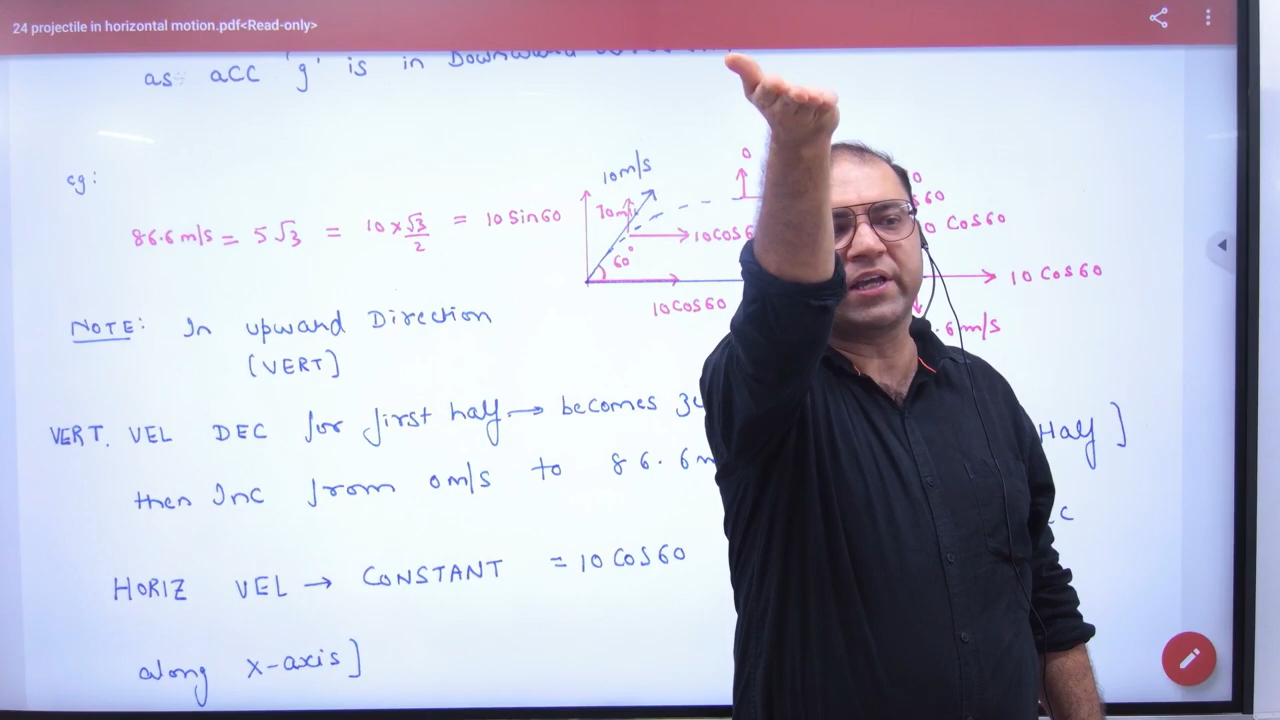 24 projectile in horizontal motion.pdf<Read-only>
as acc 'g' is in Downward
eg:
86.6 m/s = 5√3 = 10 × √3/2 = 10 Sin60
10m/s
60°
10cos6
10cos60
0
0
60
Cos60
10 Cos60
.6 m/s
NOTE: In upward Direction
(VERT]
VERT. VEL DEC for first half → becomes
Half ]
then Inc from 0m/s to 86.6m
HORIZ VEL → CONSTANT = 10 COS60
along x-axis ]